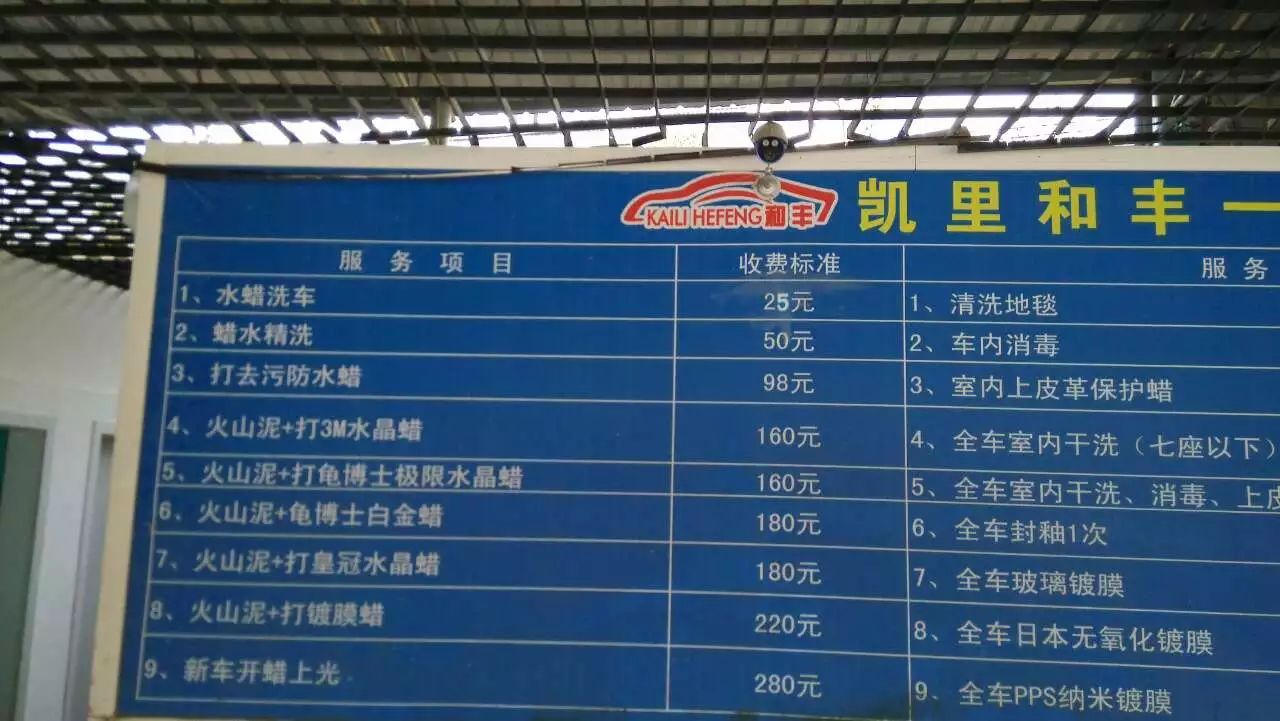 KAILI HEFENG和丰 凯里和丰一
服务项目 收费标准 服务
1、水蜡洗车 25元 1、清洗地毯
2、蜡水精洗 50元 2、车内消毒
3、打去污防水蜡 98元 3、室内上皮革保护蜡
4、火山泥+打3M水晶蜡 160元 4、全车室内干洗（七座以下）
5、火山泥+打龟博士极限水晶蜡 160元 5、全车室内干洗、消毒、上皮
6、火山泥+龟博士白金蜡 180元 6、全车封釉1次
7、火山泥+打皇冠水晶蜡 180元 7、全车玻璃镀膜
8、火山泥+打镀膜蜡 220元 8、全车日本无氧化镀膜
9、新车开蜡上光 280元 9、全车PPS纳米镀膜